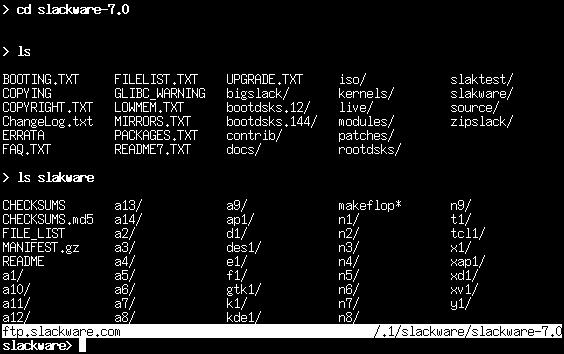 > cd slackware-7.0
> ls
BOOTING.TXT FILELIST.TXT UPGRADE.TXT iso/ slaktest/
COPYING GLIBC_WARNING bigslack/ kernels/ slakware/
COPYRIGHT.TXT LOWMEM.TXT bootdsks.12/ live/ source/
ChangeLog.txt MIRRORS.TXT bootdsks.144/ modules/ zipslack/
ERRATA PACKAGES.TXT contrib/ patches/
FAQ.TXT README7.TXT docs/ rootdsks/
> ls slakware
CHECKSUMS a13/ a9/ makeflop* n9/
CHECKSUMS.md5 a14/ ap1/ n1/ t1/
FILE_LIST a2/ d1/ n2/ tcl1/
MANIFEST.gz a3/ des1/ n3/ x1/
README a4/ e1/ n4/ xap1/
a1/ a5/ f1/ n5/ xd1/
a10/ a6/ gtk1/ n6/ xv1/
a11/ a7/ k1/ n7/ y1/
a12/ a8/ kde1/ n8/
ftp.slackware.com /.1/slackware/slackware-7.0
slackware>